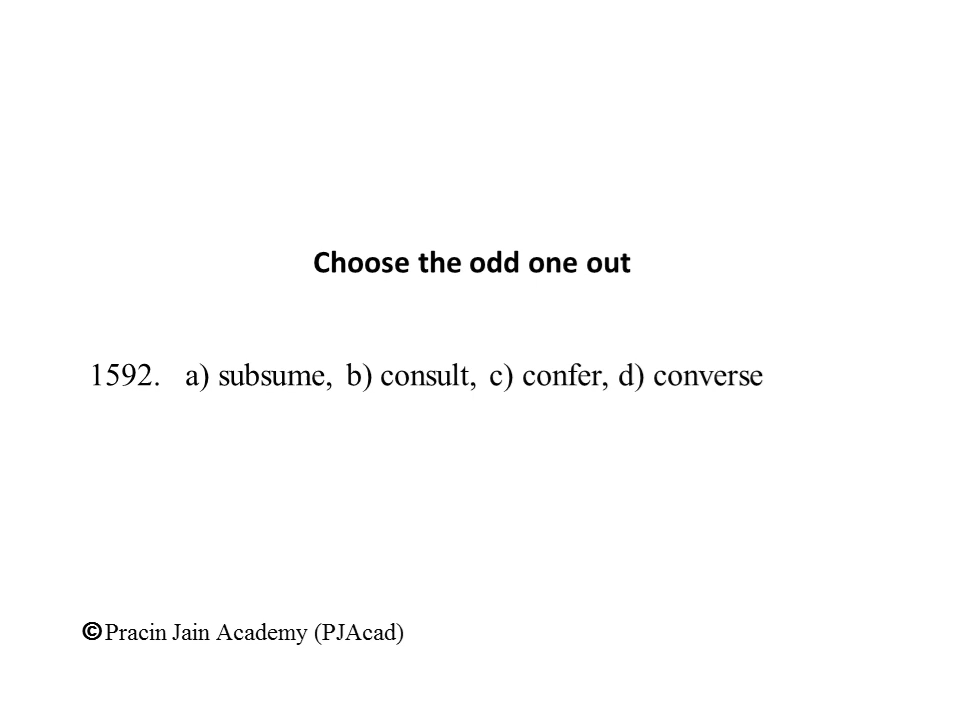 Choose the odd one out
1592. a) subsume, b) consult, c) confer, d) converse
©Pracin Jain Academy (PJAcad)